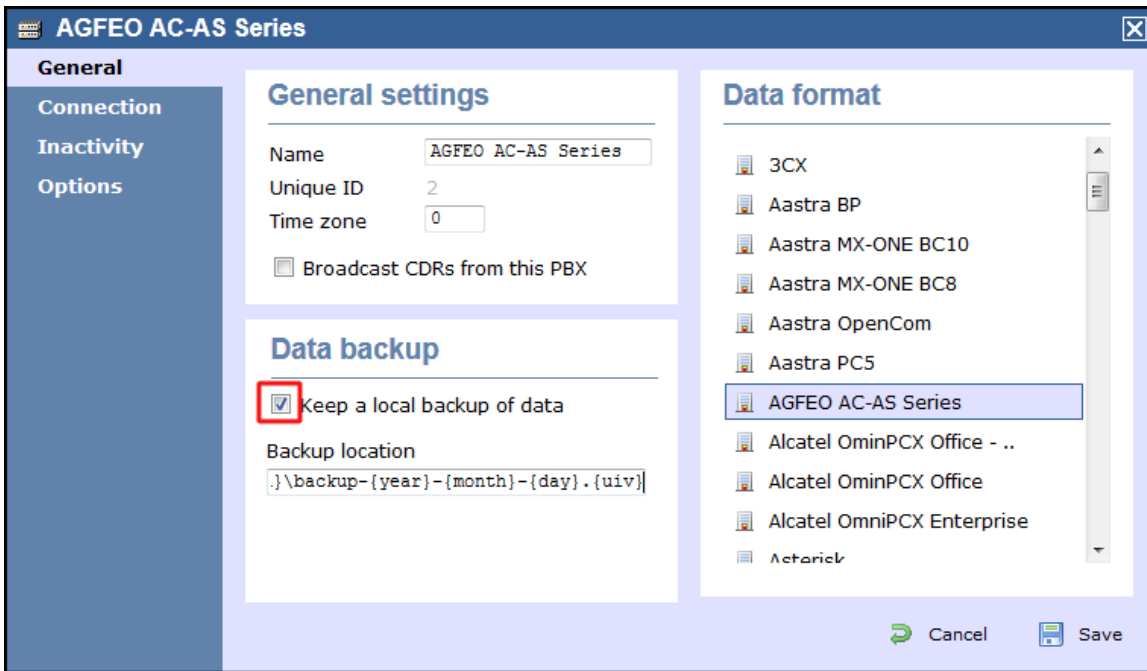 AGFEO AC-AS Series
General
Connection
Inactivity
Options
General settings
Name AGFEO AC-AS Series
Unique ID 2
Time zone 0
Broadcast CDRs from this PBX
Data backup
Keep a local backup of data
Backup location
.}\backup-{year}-{month}-{day}.{uiv}
Data format
3CX
Aastra BP
Aastra MX-ONE BC10
Aastra MX-ONE BC8
Aastra OpenCom
Aastra PC5
AGFEO AC-AS Series
Alcatel OminPCX Office - ..
Alcatel OminPCX Office
Alcatel OmniPCX Enterprise
Asterisk
Cancel
Save